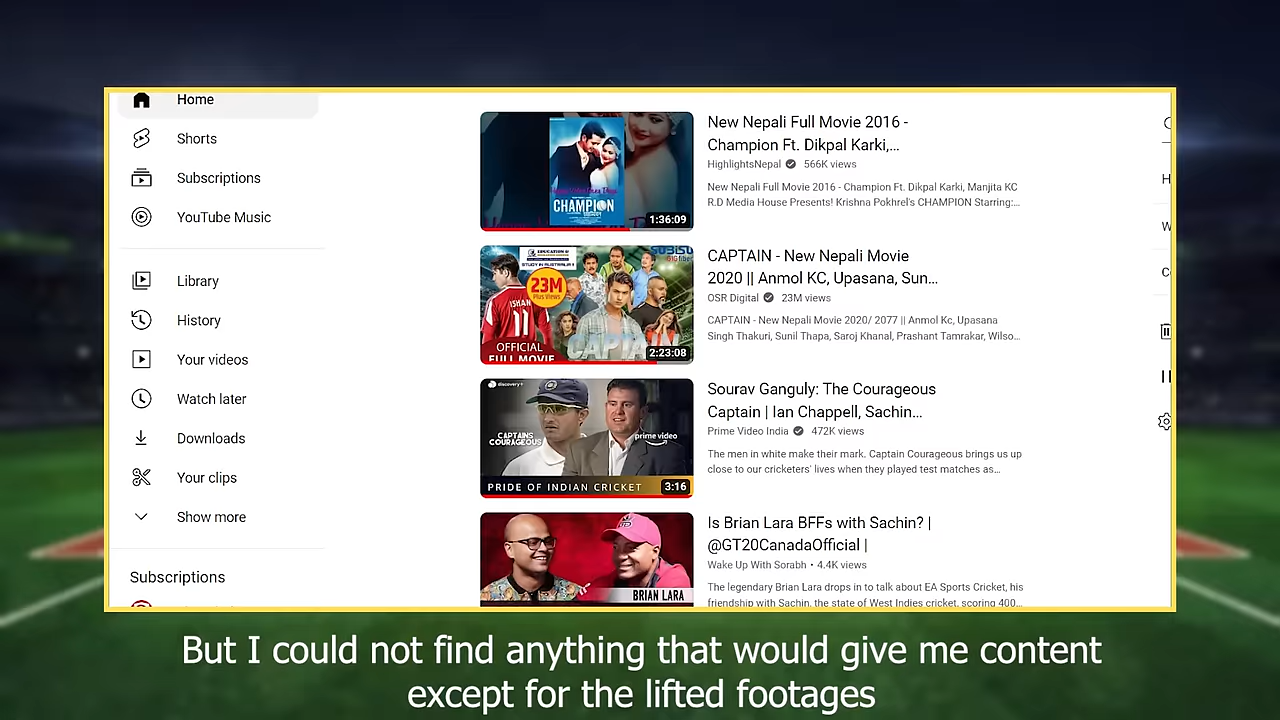 Home
Shorts
Subscriptions
YouTube Music
Library
History
Your videos
Watch later
Downloads
Your clips
Show more
Subscriptions
CHAMPION
1:36:09
New Nepali Full Movie 2016 -
Champion Ft. Dikpal Karki,...
HighlightsNepal 566K views
New Nepali Full Movie 2016 - Champion Ft. Dikpal Karki, Manjita KC
R.D Media House Presents! Krishna Pokhrel's CHAMPION Starring:...
EDUCATION &
STUDY IN AUSTRALIA
SUBISU
23M
Plus Views
ISHAN
11
OFFICIAL
FULL MOVIE
2:23:08
CAPTAIN - New Nepali Movie
2020 || Anmol KC, Upasana, Sun...
OSR Digital 23M views
CAPTAIN - New Nepali Movie 2020/ 2077 || Anmol Kc, Upasana
Singh Thakuri, Sunil Thapa, Saroj Khanal, Prashant Tamrakar, Wilso...
discovery+
CAPTAINS
COURAGEOUS
prime video
PRIDE OF INDIAN CRICKET
3:16
Sourav Ganguly: The Courageous
Captain | Ian Chappell, Sachin...
Prime Video India 472K views
The men in white make their mark. Captain Courageous brings us up
close to our cricketers' lives when they played test matches as...
BRIAN LARA
Is Brian Lara BFFs with Sachin? |
@GT20CanadaOfficial |
Wake Up With Sorabh • 4.4K views
The legendary Brian Lara drops in to talk about EA Sports Cricket, his
friendship with Sachin, the state of West Indies cricket, scoring 400...
But I could not find anything that would give me content
except for the lifted footages